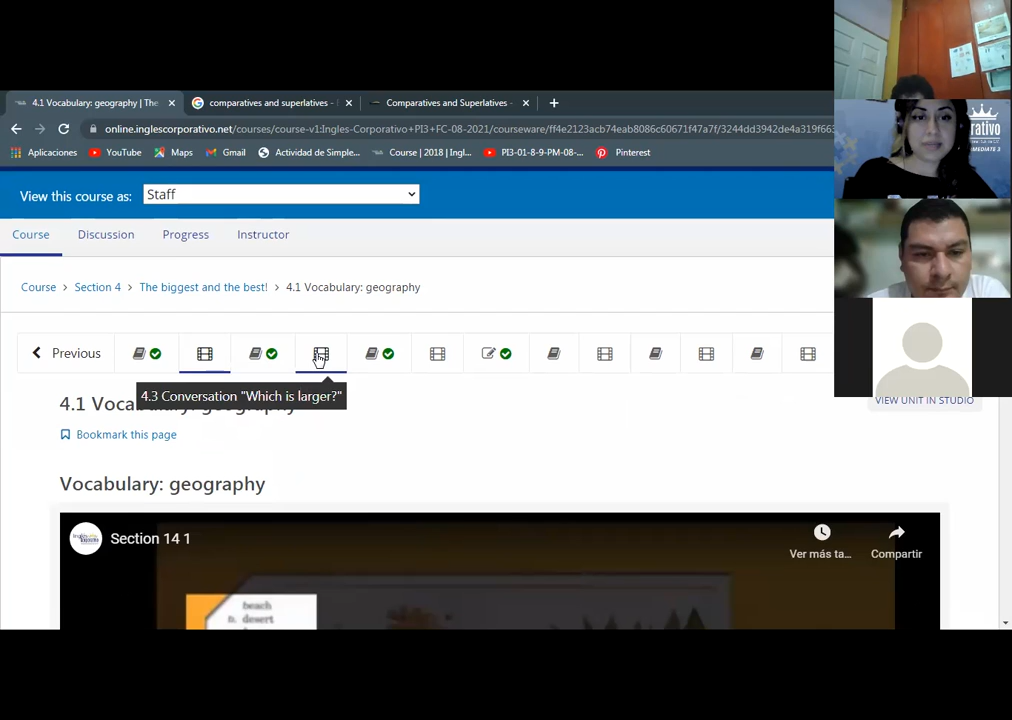 4.1 Vocabulary: geography | The
comparatives and superlatives -
Comparatives and Superlatives -
online.inglescorporativo.net/courses/course-v1:Ingles-Corporativo+PI3+FC-08-2021/courseware/ff4e2123acb74eab8086c60671f47a7f/3244dd3942de4a319f663
Aplicaciones
YouTube
Maps
Gmail
Actividad de Simple...
Course | 2018 | Ingl...
PI3-01-8-9-PM-08-...
Pinterest
rativo
View this course as:
Staff
Course
Discussion
Progress
Instructor
Course > Section 4 > The biggest and the best! > 4.1 Vocabulary: geography
Previous
4.3 Conversation "Which is larger?"
4.1 Vocabulary: geography
VIEW UNIT IN STUDIO
Bookmark this page
Vocabulary: geography
Section 14 1
Ver más ta...
Compartir
beach
n. desert